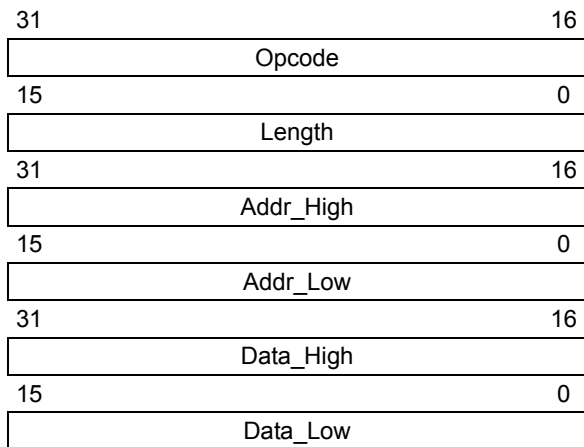 31 16
Opcode
15 0
Length
31 16
Addr_High
15 0
Addr_Low
31 16
Data_High
15 0
Data_Low